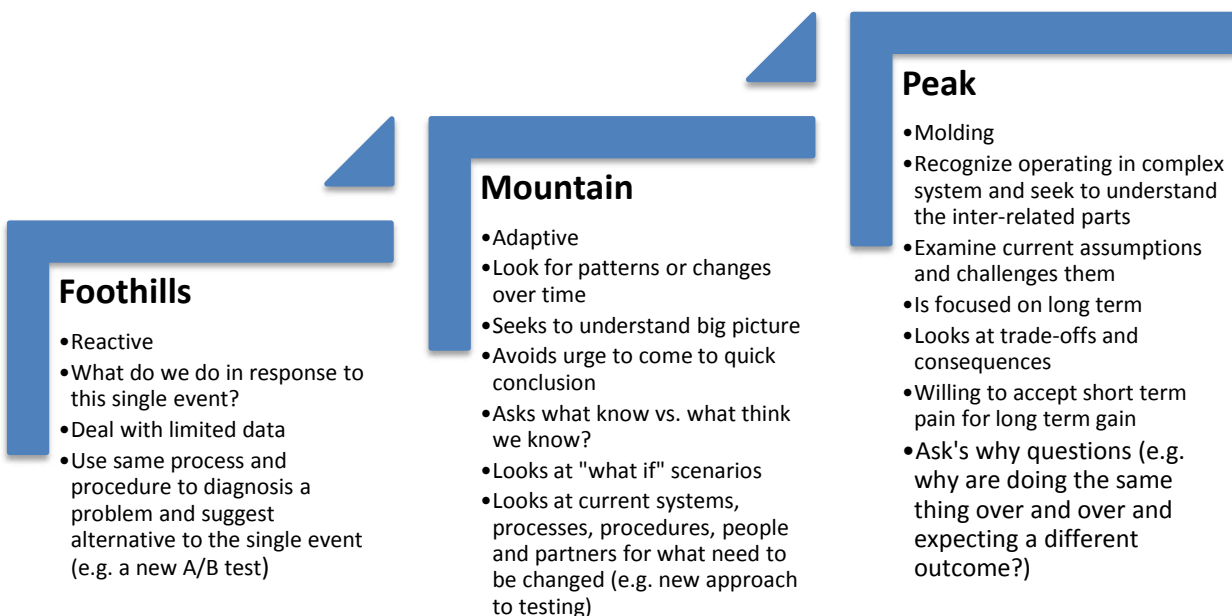 Foothills
•Reactive
•What do we do in response to
this single event?
•Deal with limited data
•Use same process and
procedure to diagnosis a
problem and suggest
alternative to the single event
(e.g. a new A/B test)
Mountain
•Adaptive
•Look for patterns or changes
over time
•Seeks to understand big picture
•Avoids urge to come to quick
conclusion
•Asks what know vs. what think
we know?
•Looks at "what if" scenarios
•Looks at current systems,
processes, procedures, people
and partners for what need to
be changed (e.g. new approach
to testing)
Peak
•Molding
•Recognize operating in complex
system and seek to understand
the inter-related parts
•Examine current assumptions
and challenges them
•Is focused on long term
•Looks at trade-offs and
consequences
•Willing to accept short term
pain for long term gain
•Ask's why questions (e.g.
why are doing the same
thing over and over and
expecting a different
outcome?)